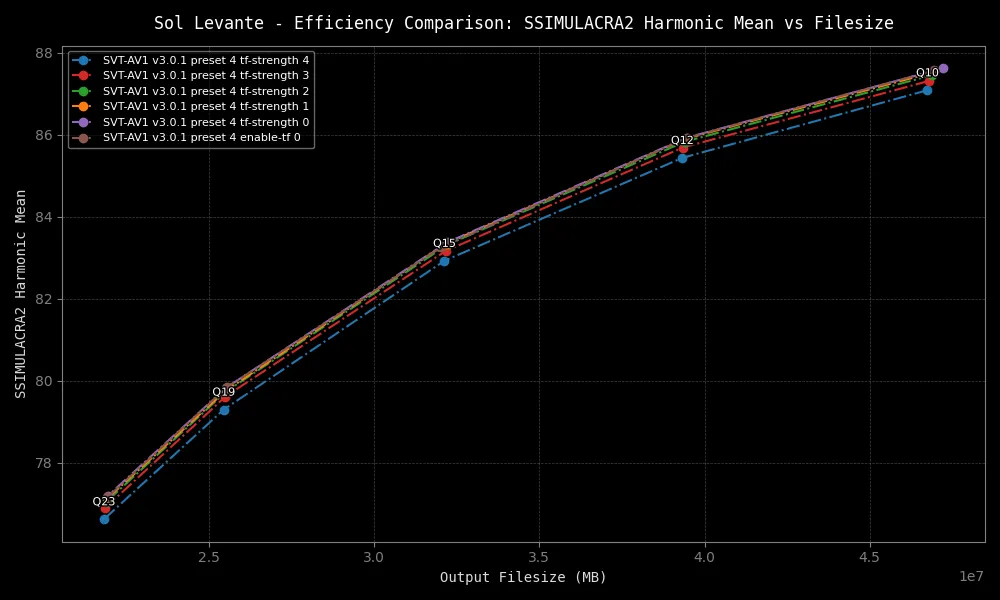 Sol Levante - Efficiency Comparison: SSIMULACRA2 Harmonic Mean vs Filesize
SVT-AV1 v3.0.1 preset 4 tf-strength 4
SVT-AV1 v3.0.1 preset 4 tf-strength 3
SVT-AV1 v3.0.1 preset 4 tf-strength 2
SVT-AV1 v3.0.1 preset 4 tf-strength 1
SVT-AV1 v3.0.1 preset 4 tf-strength 0
SVT-AV1 v3.0.1 preset 4 enable-tf 0
SSIMULACRA2 Harmonic Mean
88
86
84
82
80
78
Q10
Q12
Q15
Q19
Q23
2.5
3.0
3.5
4.0
4.5
1e7
Output Filesize (MB)